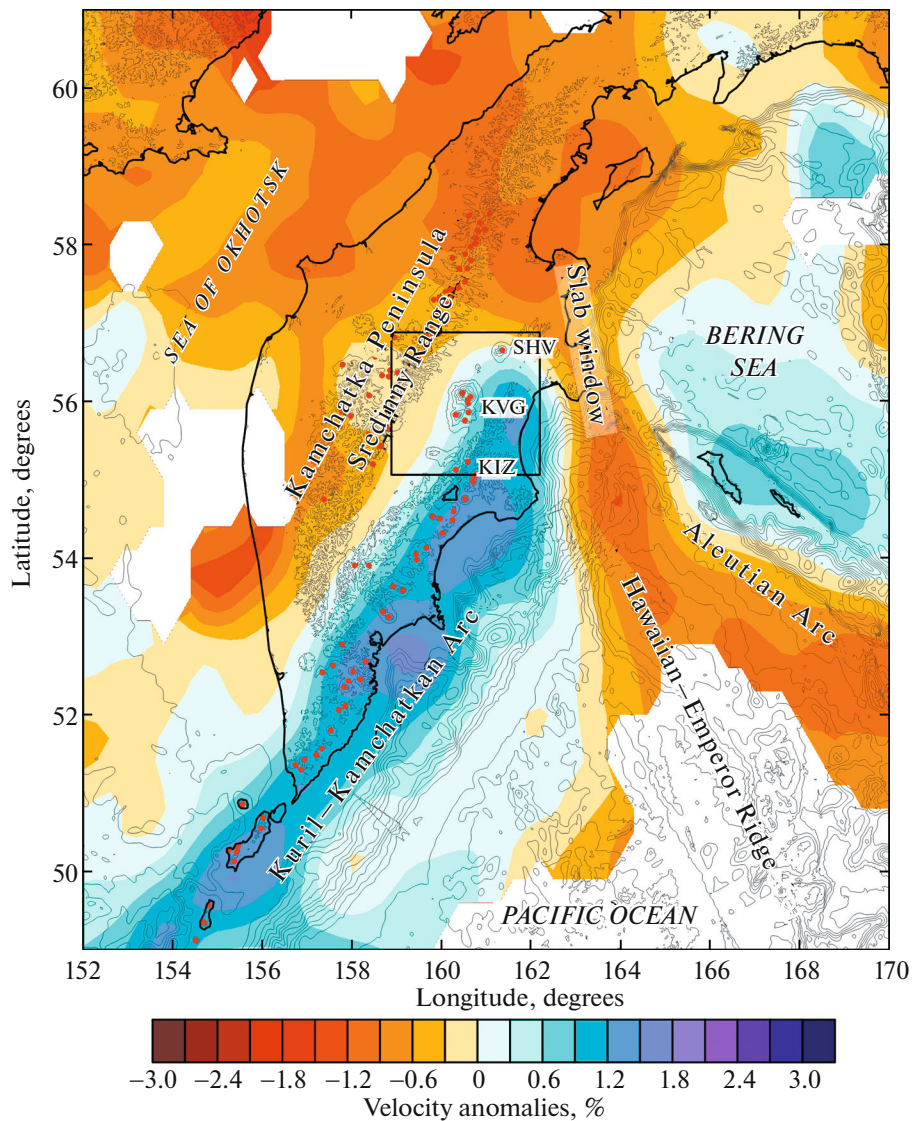 60
58
56
54
52
50
Latitude, degrees
SEA OF OKHOTSK
Kamchatka Peninsula
Sredinny Range
Slab window
SHV
KVG
KIZ
BERING
SEA
Aleutian Arc
Hawaiian–Emperor Ridge
Kuril–Kamchatkan Arc
PACIFIC OCEAN
152 154 156 158 160 162 164 166 168 170
Longitude, degrees
−3.0 −2.4 −1.8 −1.2 −0.6 0 0.6 1.2 1.8 2.4 3.0
Velocity anomalies, %